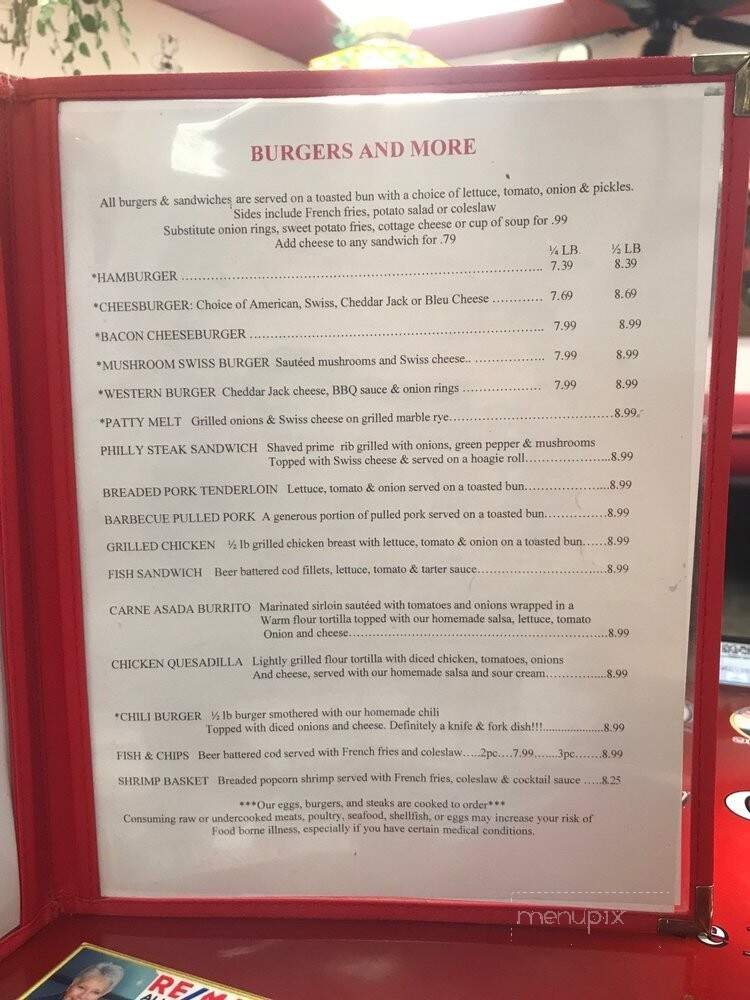 BURGERS AND MORE
All burgers & sandwiches are served on a toasted bun with a choice of lettuce, tomato, onion & pickles.
Sides include French fries, potato salad or coleslaw
Substitute onion rings, sweet potato fries, cottage cheese or cup of soup for .99
Add cheese to any sandwich for .79
¼ LB. ½ LB
*HAMBURGER ........ 7.39 8.39
*CHEESBURGER: Choice of American, Swiss, Cheddar Jack or Bleu Cheese ............ 7.69 8.69
*BACON CHEESEBURGER ........ 7.99 8.99
*MUSHROOM SWISS BURGER Sautéed mushrooms and Swiss cheese.. .................. 7.99 8.99
*WESTERN BURGER Cheddar Jack cheese, BBQ sauce & onion rings .................... 7.99 8.99
*PATTY MELT Grilled onions & Swiss cheese on grilled marble rye........8.99.
PHILLY STEAK SANDWICH Shaved prime rib grilled with onions, green pepper & mushrooms
Topped with Swiss cheese & served on a hoagie roll........8.99
BREADED PORK TENDERLOIN Lettuce, tomato & onion served on a toasted bun........8.99
BARBECUE PULLED PORK A generous portion of pulled pork served on a toasted bun........8.99
GRILLED CHICKEN ½ lb grilled chicken breast with lettuce, tomato & onion on a toasted bun......8.99
FISH SANDWICH Beer battered cod fillets, lettuce, tomato & tarter sauce........8.99
CARNE ASADA BURRITO Marinated sirloin sautéed with tomatoes and onions wrapped in a
Warm flour tortilla topped with our homemade salsa, lettuce, tomato
Onion and cheese........8.99
CHICKEN QUESADILLA Lightly grilled flour tortilla with diced chicken, tomatoes, onions
And cheese, served with our homemade salsa and sour cream........8.99
*CHILI BURGER ½ lb burger smothered with our homemade chili
Topped with diced onions and cheese. Definitely a knife & fork dish!!!........8.99
FISH & CHIPS Beer battered cod served with French fries and coleslaw.....2pc....7.99.......3pc.......8.99
SHRIMP BASKET Breaded popcorn shrimp served with French fries, coleslaw & cocktail sauce .....8.25
***Our eggs, burgers, and steaks are cooked to order***
Consuming raw or undercooked meats, poultry, seafood, shellfish, or eggs may increase your risk of
Food borne illness, especially if you have certain medical conditions.
menupix